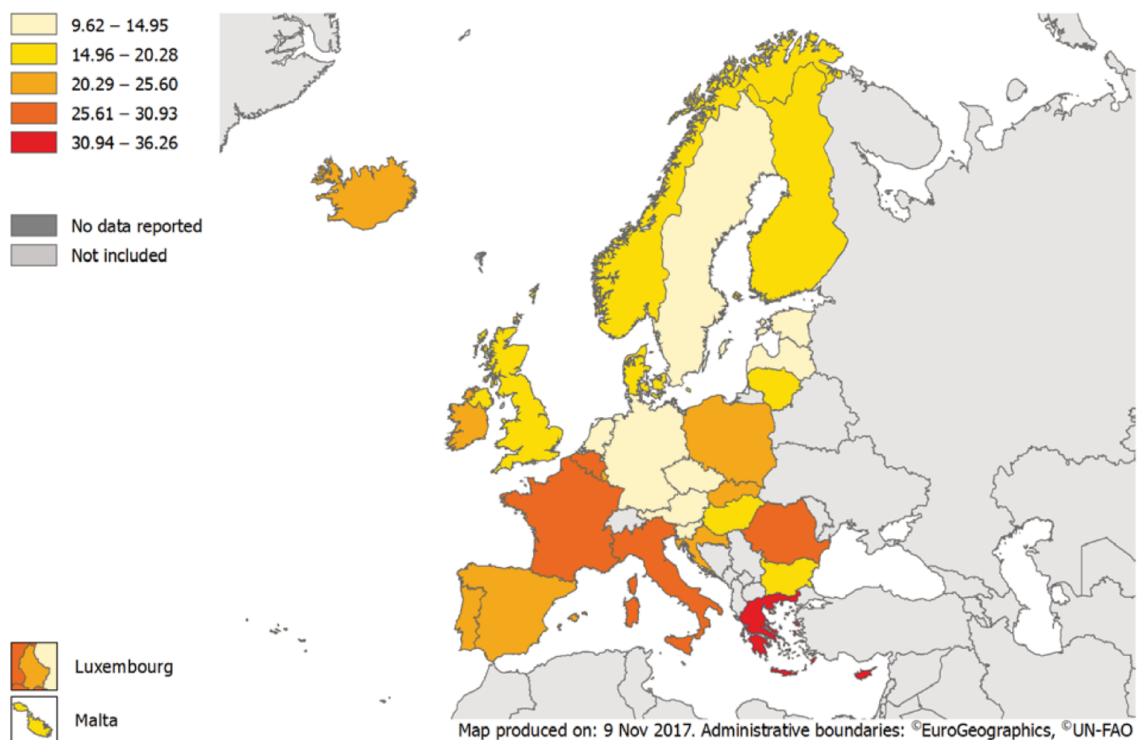 9.62 – 14.95
14.96 – 20.28
20.29 – 25.60
25.61 – 30.93
30.94 – 36.26
No data reported
Not included
Luxembourg
Malta
Map produced on: 9 Nov 2017. Administrative boundaries: ©EuroGeographics, ©UN-FAO